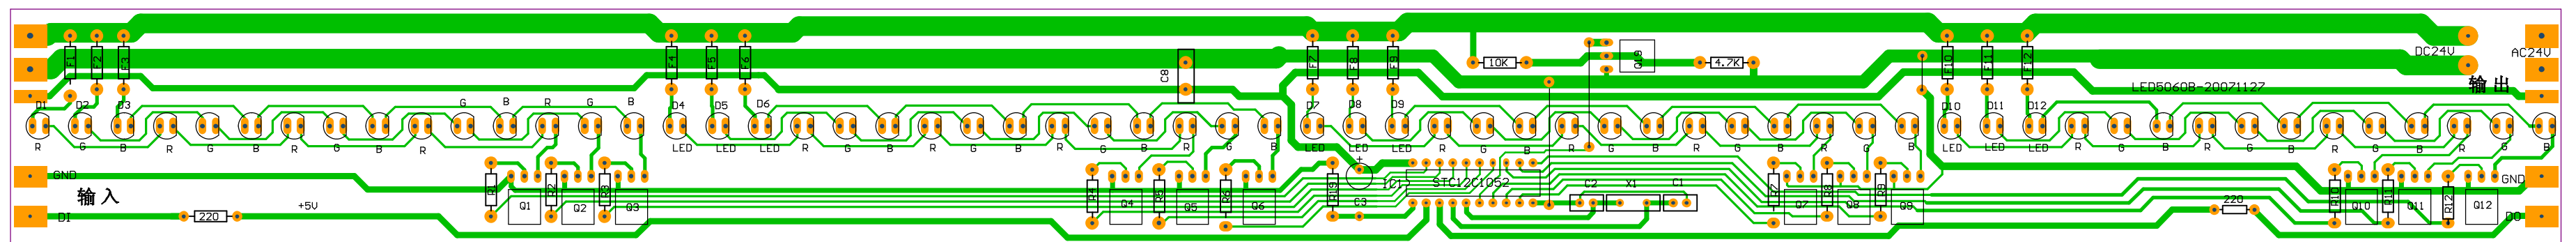 F1 F2 F3 F4 F5 F6 C8 F7 F8 F9 10K Q19 4.7K F10 F11 F12 DC24V AC24V
LED5060B-20071127 输出
D1 D2 D3 G B R G B D4 D5 D6 D7 D8 D9 D10 D11 D12
R G B R G B R G B R LED LED LED R G B R G B R G B R G B LED LED LED R G B R G B R G B R G B LED LED LED R G B R G B R G B R G B
GND R1 R2 R3 R4 R5 R6 R19 + IC1 STC12C1052 C2 X1 C1 R7 R8 R9 R10 R11 R12 GND
输入
DI 220 +5V Q1 Q2 Q3 Q4 Q5 Q6 C3 Q7 Q8 Q9 220 Q10 Q11 Q12 DO